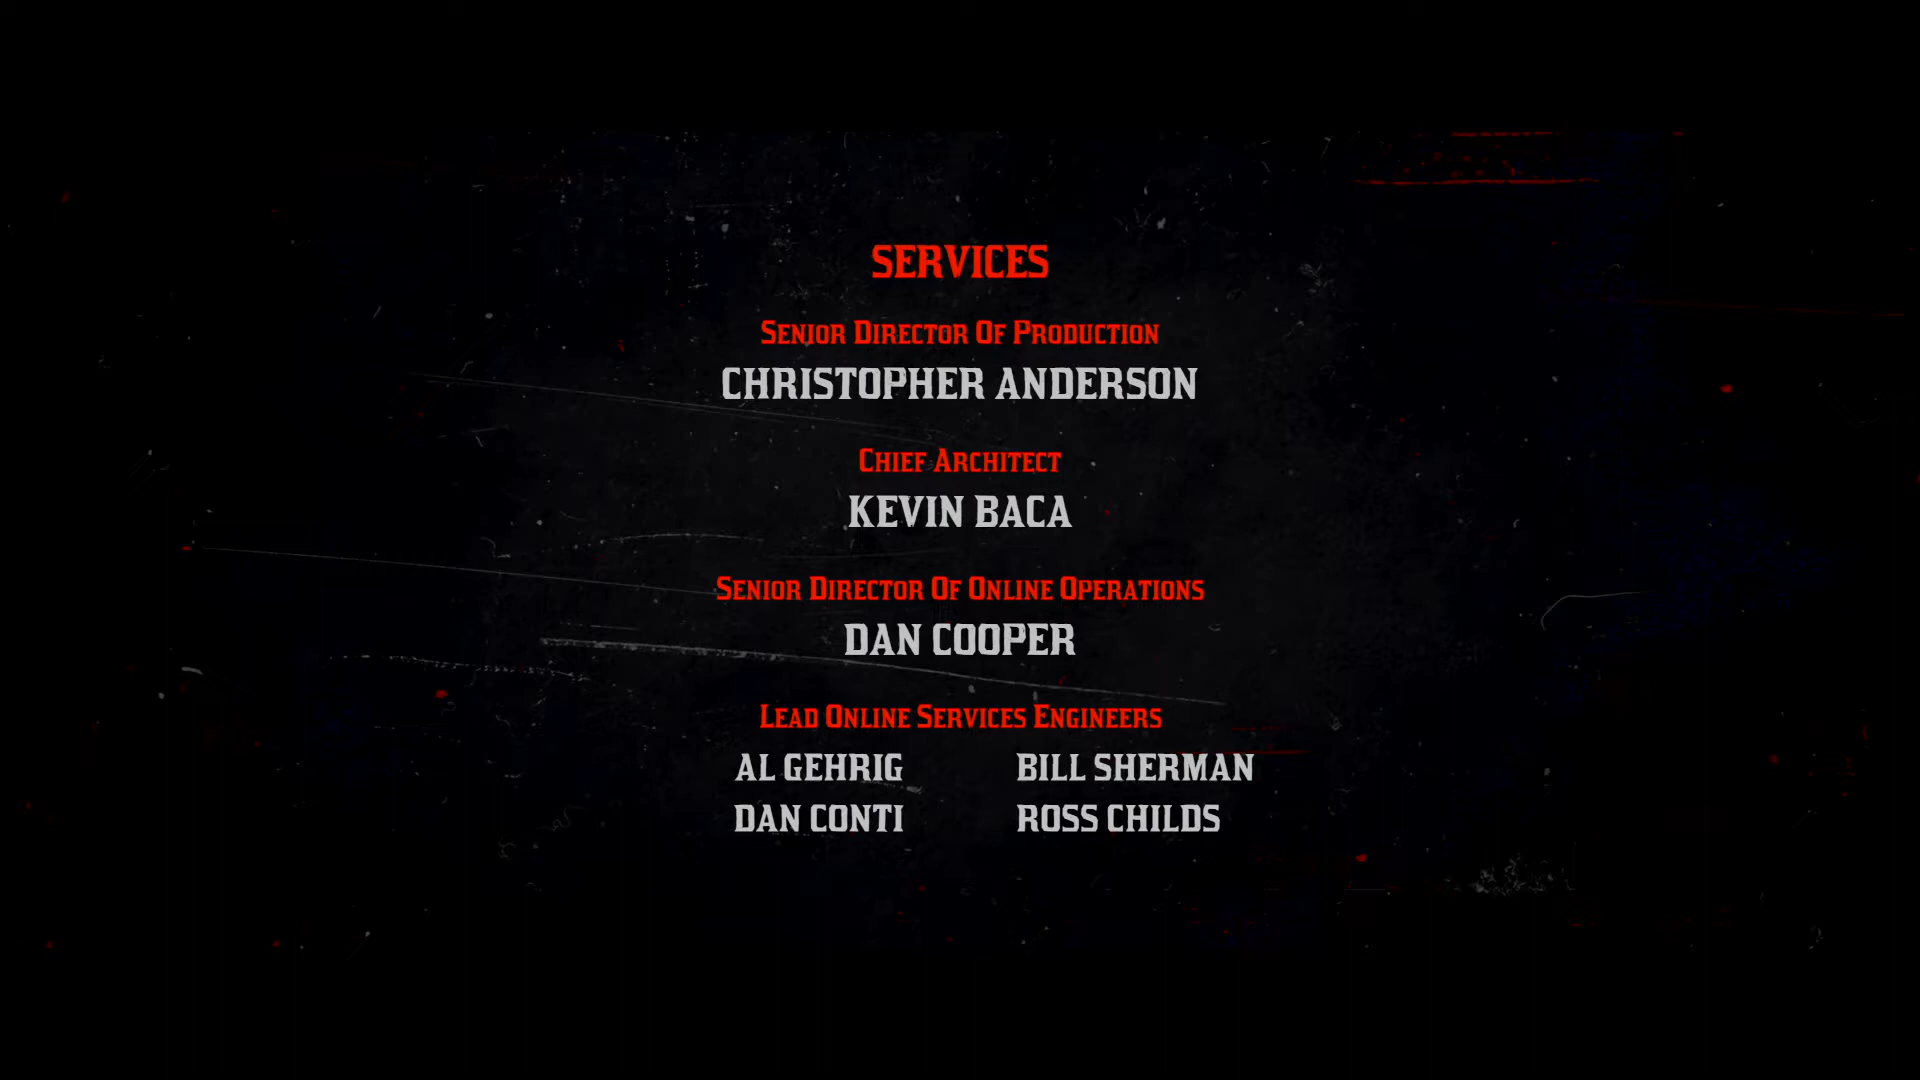 SERVICES
Senior Director Of Production
CHRISTOPHER ANDERSON
Chief Architect
KEVIN BACA
Senior Director Of Online Operations
DAN COOPER
Lead Online Services Engineers
AL GEHRIG BILL SHERMAN
DAN CONTI ROSS CHILDS